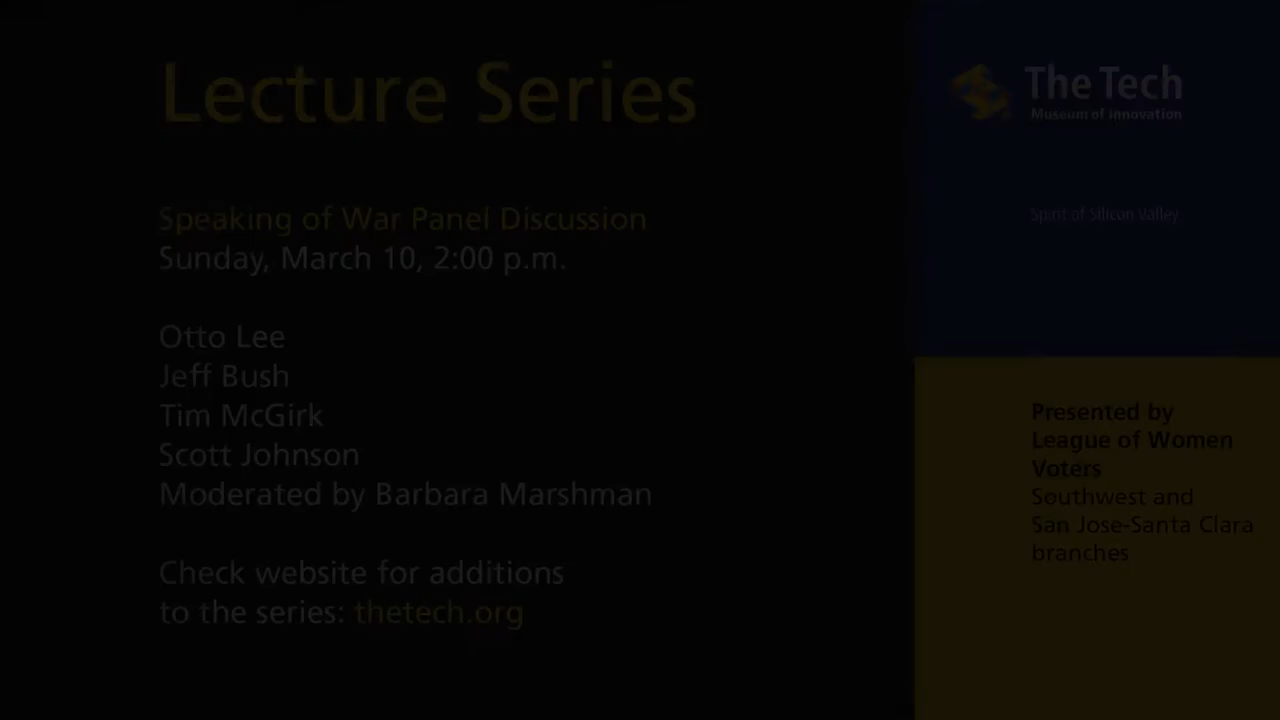 Lecture Series
Speaking of War Panel Discussion
Sunday, March 10, 2:00 p.m.
Otto Lee
Jeff Bush
Tim McGirk
Scott Johnson
Moderated by Barbara Marshman
Check website for additions
to the series: thetech.org
The Tech
Museum of Innovation
Spirit of Silicon Valley
Presented by
League of Women
Voters
Southwest and
San Jose-Santa Clara
branches